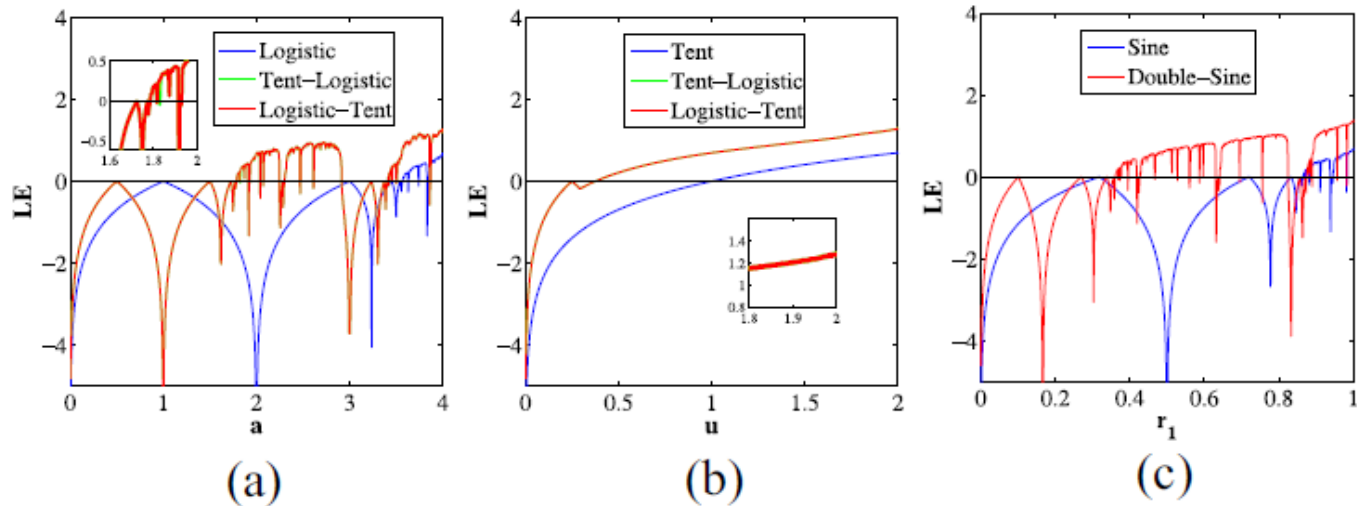 4
2
0
−2
−4
LE
Logistic
Tent−Logistic
Logistic−Tent
0.5
0
−0.5
1.6
1.8
2
0
1
2
3
4
a
(a)
4
2
0
−2
−4
LE
Tent
Tent−Logistic
Logistic−Tent
1.4
1.2
1
0.8
1.8
1.9
2
0
0.5
1
1.5
2
u
(b)
4
2
0
−2
−4
LE
Sine
Double−Sine
0
0.2
0.4
0.6
0.8
1
r1
(c)